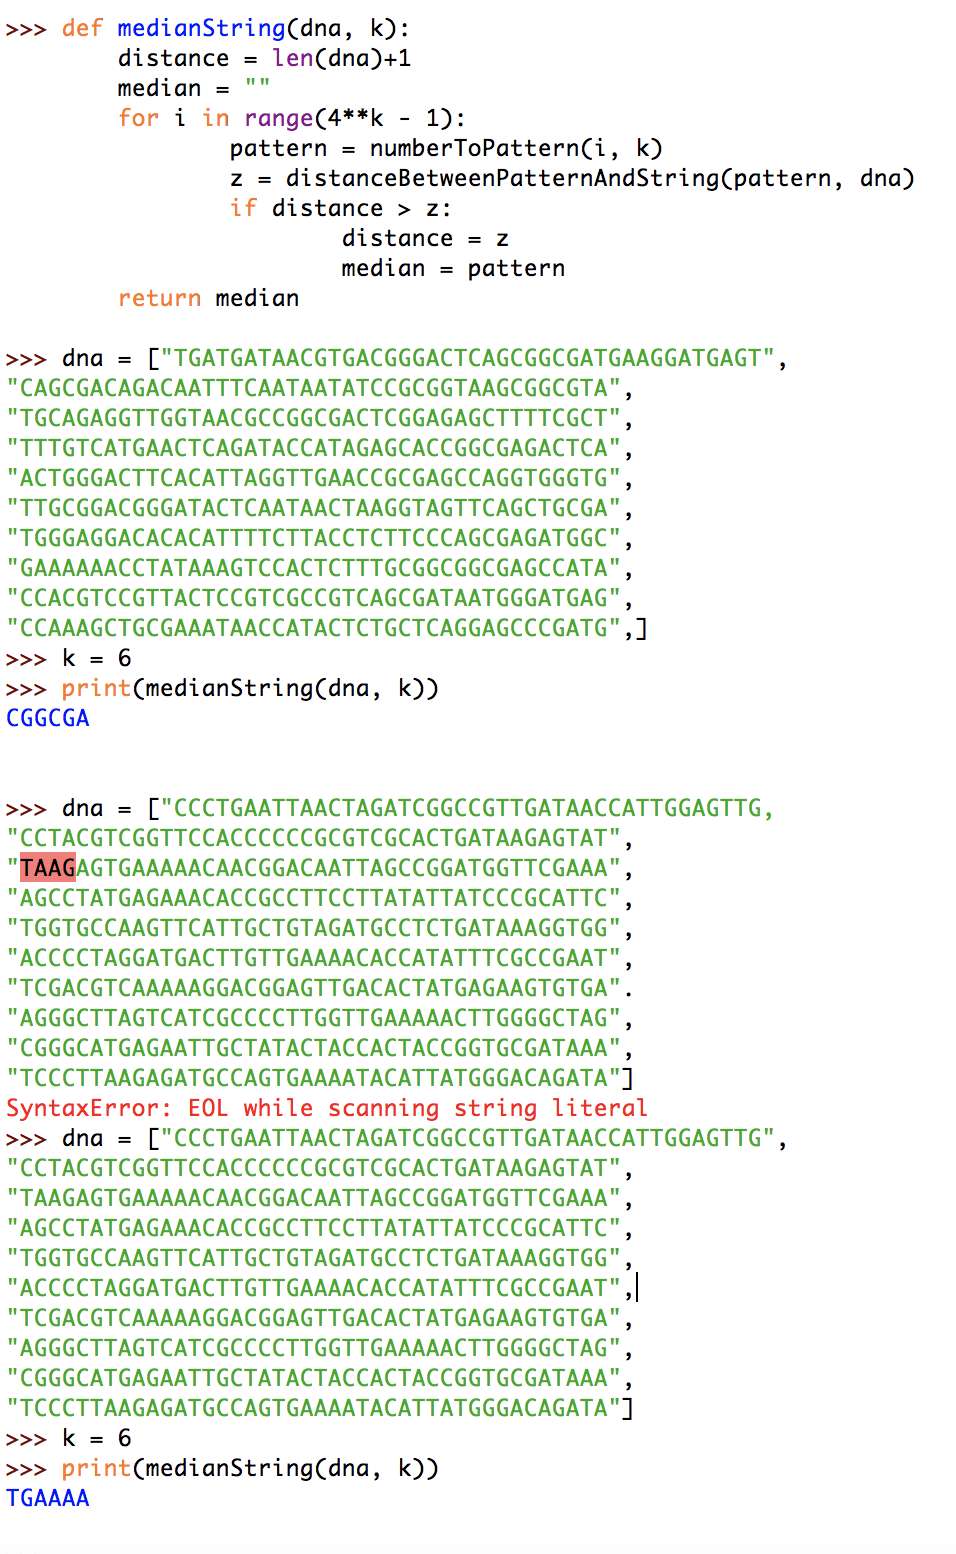 >>> def medianString(dna, k):
        distance = len(dna)+1
        median = ""
        for i in range(4**k - 1):
                pattern = numberToPattern(i, k)
                z = distanceBetweenPatternAndString(pattern, dna)
                if distance > z:
                        distance = z
                        median = pattern
        return median
>>> dna = ["TGATGATAACGTGACGGGACTCAGCGGCGATGAAGGATGAGT",
"CAGCGACAGACAATTTCAATAATATCCGCGGTAAGCGGCGTA",
"TGCAGAGGTTGGTAACGCCGGCGACTCGGAGAGCTTTTCGCT",
"TTTGTCATGAACTCAGATACCATAGAGCACCGGCGAGACTCA",
"ACTGGGACTTCACATTAGGTTGAACCGCGAGCCAGGTGGGTG",
"TTGCGGACGGGATACTCAATAACTAAGGTAGTTCAGCTGCGA",
"TGGGAGGACACACATTTTCTTACCTCTTCCCAGCGAGATGGC",
"GAAAAAACCTATAAAGTCCACTCTTTGCGGCGGCGAGCCATA",
"CCACGTCCGTTACTCCGTCGCCGTCAGCGATAATGGGATGAG",
"CCAAAGCTGCGAAATAACCATACTCTGCTCAGGAGCCCGATG",]
>>> k = 6
>>> print(medianString(dna, k))
CGGCGA
>>> dna = ["CCCTGAATTAACTAGATCGGCCGTTGATAACCATTGGAGTTG,
"CCTACGTCGGTTCCACCCCCCGCGTCGCACTGATAAGAGTAT",
"TAAGAGTGAAAAACAACGGACAATTAGCCGGATGGTTCGAAA",
"AGCCTATGAGAAACACCGCCTTCCTTATATTATCCCGCATTC",
"TGGTGCCAAGTTCATTGCTGTAGATGCCTCTGATAAAGGTGG",
"ACCCCTAGGATGACTTGTTGAAAACACCATATTTCGCCGAAT",
"TCGACGTCAAAAAGGACGGAGTTGACACTATGAGAAGTGTGA".
"AGGGCTTAGTCATCGCCCCTTGGTTGAAAAACTTGGGGCTAG",
"CGGGCATGAGAATTGCTATACTACCACTACCGGTGCGATAAA",
"TCCCTTAAGAGATGCCAGTGAAAATACATTATGGGACAGATA"]
SyntaxError: EOL while scanning string literal
>>> dna = ["CCCTGAATTAACTAGATCGGCCGTTGATAACCATTGGAGTTG",
"CCTACGTCGGTTCCACCCCCCGCGTCGCACTGATAAGAGTAT",
"TAAGAGTGAAAAACAACGGACAATTAGCCGGATGGTTCGAAA",
"AGCCTATGAGAAACACCGCCTTCCTTATATTATCCCGCATTC",
"TGGTGCCAAGTTCATTGCTGTAGATGCCTCTGATAAAGGTGG",
"ACCCCTAGGATGACTTGTTGAAAACACCATATTTCGCCGAAT",
"TCGACGTCAAAAAGGACGGAGTTGACACTATGAGAAGTGTGA",
"AGGGCTTAGTCATCGCCCCTTGGTTGAAAAACTTGGGGCTAG",
"CGGGCATGAGAATTGCTATACTACCACTACCGGTGCGATAAA",
"TCCCTTAAGAGATGCCAGTGAAAATACATTATGGGACAGATA"]
>>> k = 6
>>> print(medianString(dna, k))
TGAAAA